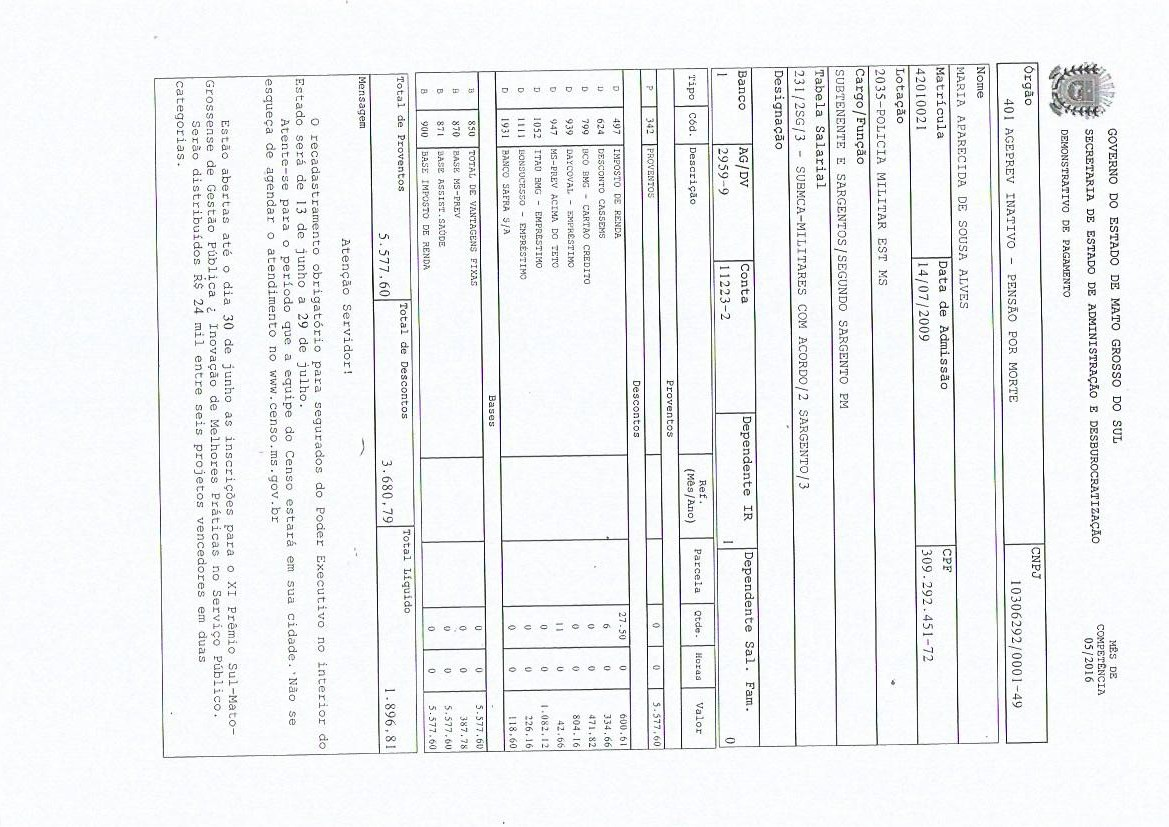 GOVERNO DO ESTADO DE MATO GROSSO DO SUL
SECRETARIA DE ESTADO DE ADMINISTRAÇÃO E DESBUROCRATIZAÇÃO
DEMONSTRATIVO DE PAGAMENTO
MÊS DE
COMPETÊNCIA
05/2016
Órgão CNPJ
401 AGEPREV INATIVO - PENSÃO POR MORTE 10306292/0001-49
Nome
MARIA APARECIDA DE SOUSA ALVES
Matrícula Data de Admissão CPF
42010021 14/07/2009 309.292.451-72
Lotação
2035-POLICIA MILITAR EST MS
Cargo/Função
SUBTENENTE E SARGENTOS/SEGUNDO SARGENTO PM
Tabela Salarial
231/2SG/3 - SUBMCA-MILITARES COM ACORDO/2 SARGENTO/3
Designação
Banco AG/DV Conta Dependente IR Dependente Sal. Fam.
1 2959-9 11223-2 1 0
Tipo Cód. Descrição Ref. (Mês/Ano) Parcela Qtde. Horas Valor
Proventos
P 342 PROVENTOS 0 0 5.577,60
Descontos
D 497 IMPOSTO DE RENDA 27.50 0 600,61
D 624 DESCONTO CASSEMS 6 0 334,66
D 799 BCO BMG - CARTAO CREDITO 0 0 471,82
D 939 DAYCOVAL - EMPRÉSTIMO 0 0 804,16
D 947 MS-PREV ACIMA DO TETO 11 0 42,66
D 1052 ITAU BMG - EMPRÉSTIMO 0 0 1.082,12
D 1111 BONSUCESSO - EMPRÉSTIMO 0 0 226,16
D 1931 BANCO SAFRA S/A 0 0 118,60
Bases
B 850 TOTAL DE VANTAGENS FIXAS 0 0 5.577,60
B 870 BASE MS-PREV 0 0 387,78
B 871 BASE ASSIST.SAÚDE 0 0 5.577,60
B 900 BASE IMPOSTO DE RENDA 0 0 5.577,60
Total de Proventos Total de Descontos Total Líquido
5.577,60 3.680,79 1.896,81
Mensagem
Atenção Servidor!
O recadastramento obrigatório para segurados do Poder Executivo no interior do
Estado será de 13 de junho a 29 de julho.
Atente-se para o período que a equipe do Censo estará em sua cidade. Não se
esqueça de agendar o atendimento no www.censo.ms.gov.br
Estão abertas até o dia 30 de junho as inscrições para o XI Prêmio Sul-Mato-
Grossense de Gestão Pública ¿ Inovação de Melhores Práticas no Serviço Público.
Serão distribuídos R$ 24 mil entre seis projetos vencedores em duas
categorias.